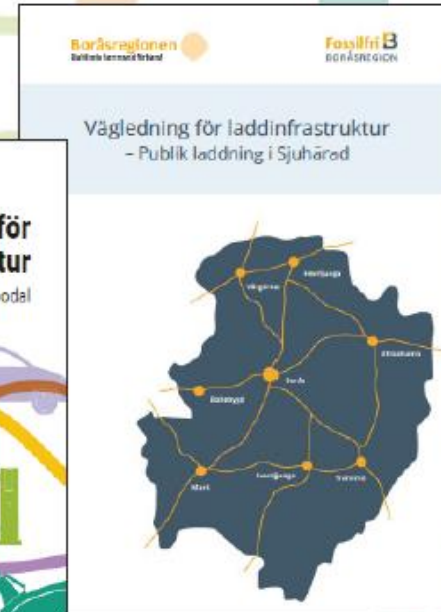 Boråsregionen
Fossilfri B
BORÅSREGION
Vägledning för laddinfrastruktur
– Publik laddning i Sjuhärad
för
tur
odal
Vårgårda
Herrljunga
Ulricehamn
Borås
Bollebygd
Mark
Svenljunga
Tranemo